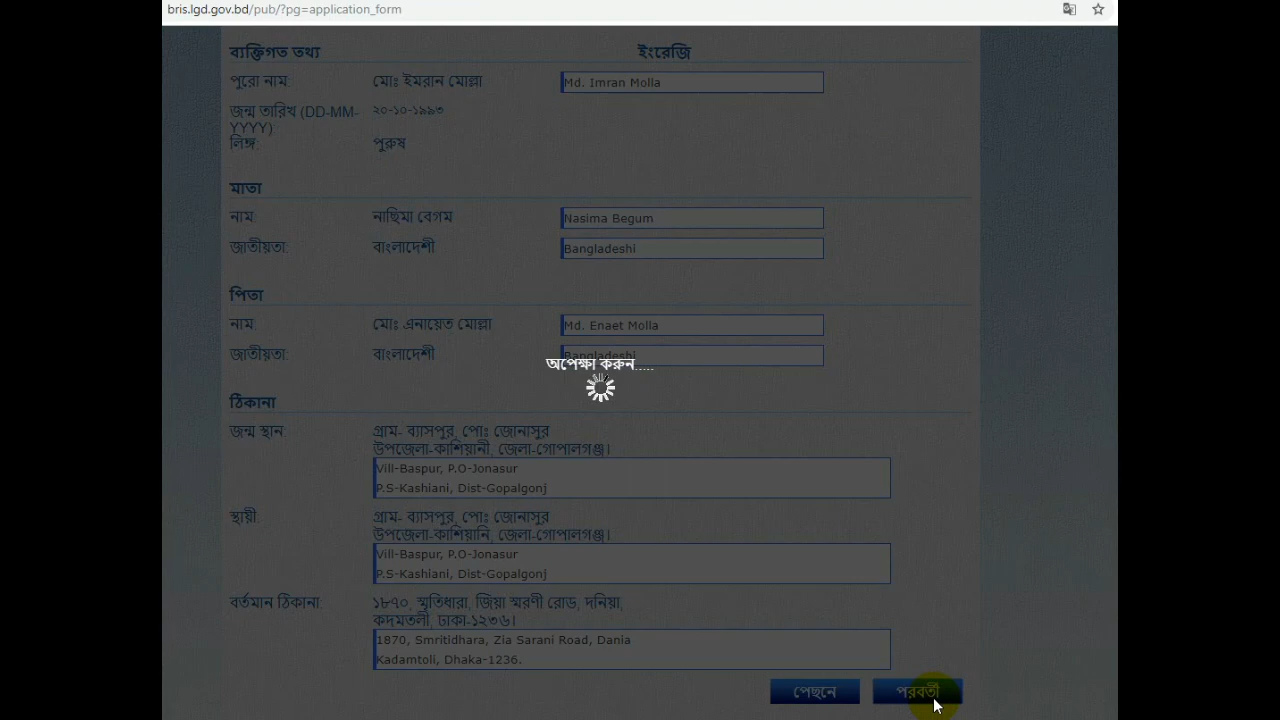 bris.lgd.gov.bd/pub/?pg=application_form
ব্যক্তিগত তথ্য ইংরেজি
পুরো নাম: মোঃ ইমরান মোল্লা Md. Imran Molla
জন্ম তারিখ (DD-MM-YYYY): ২০-১০-১৯৯৩
লিঙ্গ: পুরুষ
মাতা
নাম: নাছিমা বেগম Nasima Begum
জাতীয়তা: বাংলাদেশী Bangladeshi
পিতা
নাম: মোঃ এনায়েত মোল্লা Md. Enaet Molla
জাতীয়তা: বাংলাদেশী Bangladeshi
অপেক্ষা করুন.....
ঠিকানা
জন্ম স্থান: গ্রাম- ব্যাসপুর, পোঃ জোনাসুর
উপজেলা-কাশিয়ানী, জেলা-গোপালগঞ্জ।
Vill-Baspur, P.O-Jonasur
P.S-Kashiani, Dist-Gopalgonj
স্থায়ী: গ্রাম- ব্যাসপুর, পোঃ জোনাসুর
উপজেলা-কাশিয়ানি, জেলা-গোপালগঞ্জ।
Vill-Baspur, P.O-Jonasur
P.S-Kashiani, Dist-Gopalgonj
বর্তমান ঠিকানা: ১৮৭০, স্মৃতিধারা, জিয়া স্মরণী রোড, দনিয়া,
কদমতলী, ঢাকা-১২৩৬।
1870, Smritidhara, Zia Sarani Road, Dania
Kadamtoli, Dhaka-1236.
পেছনে পরবর্তী